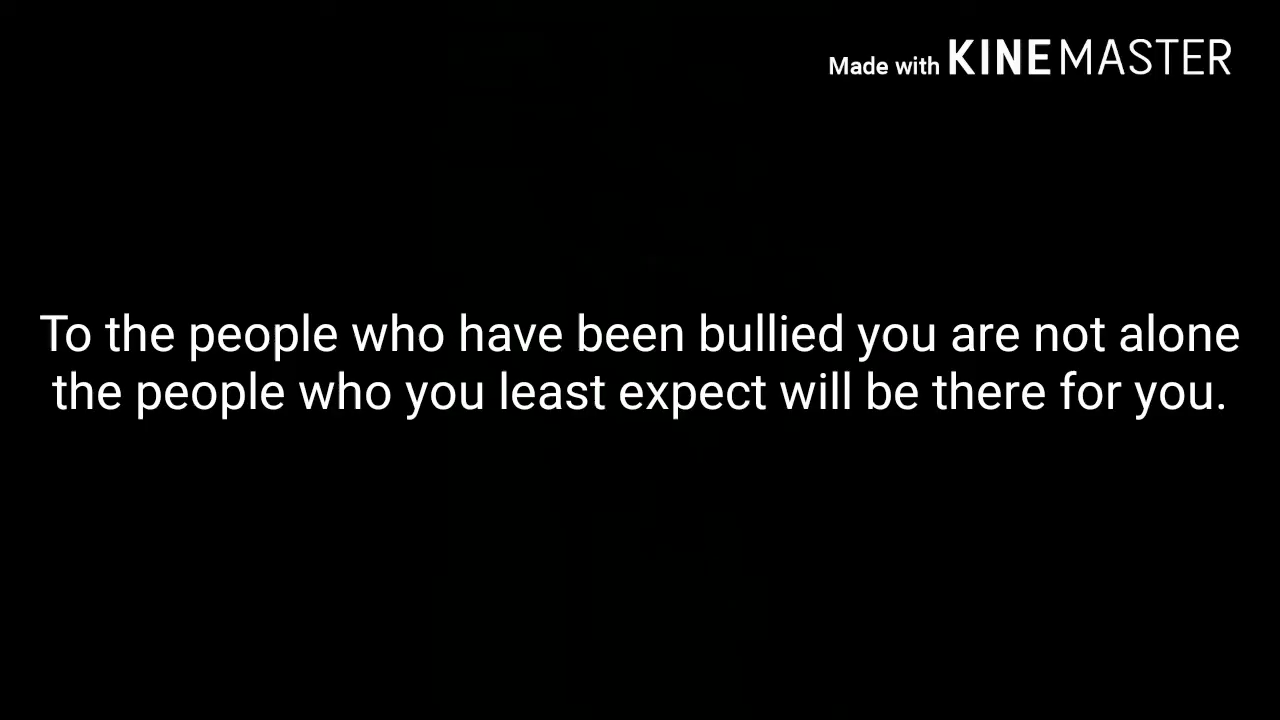 Made with KINEMASTER
To the people who have been bullied you are not alone
the people who you least expect will be there for you.